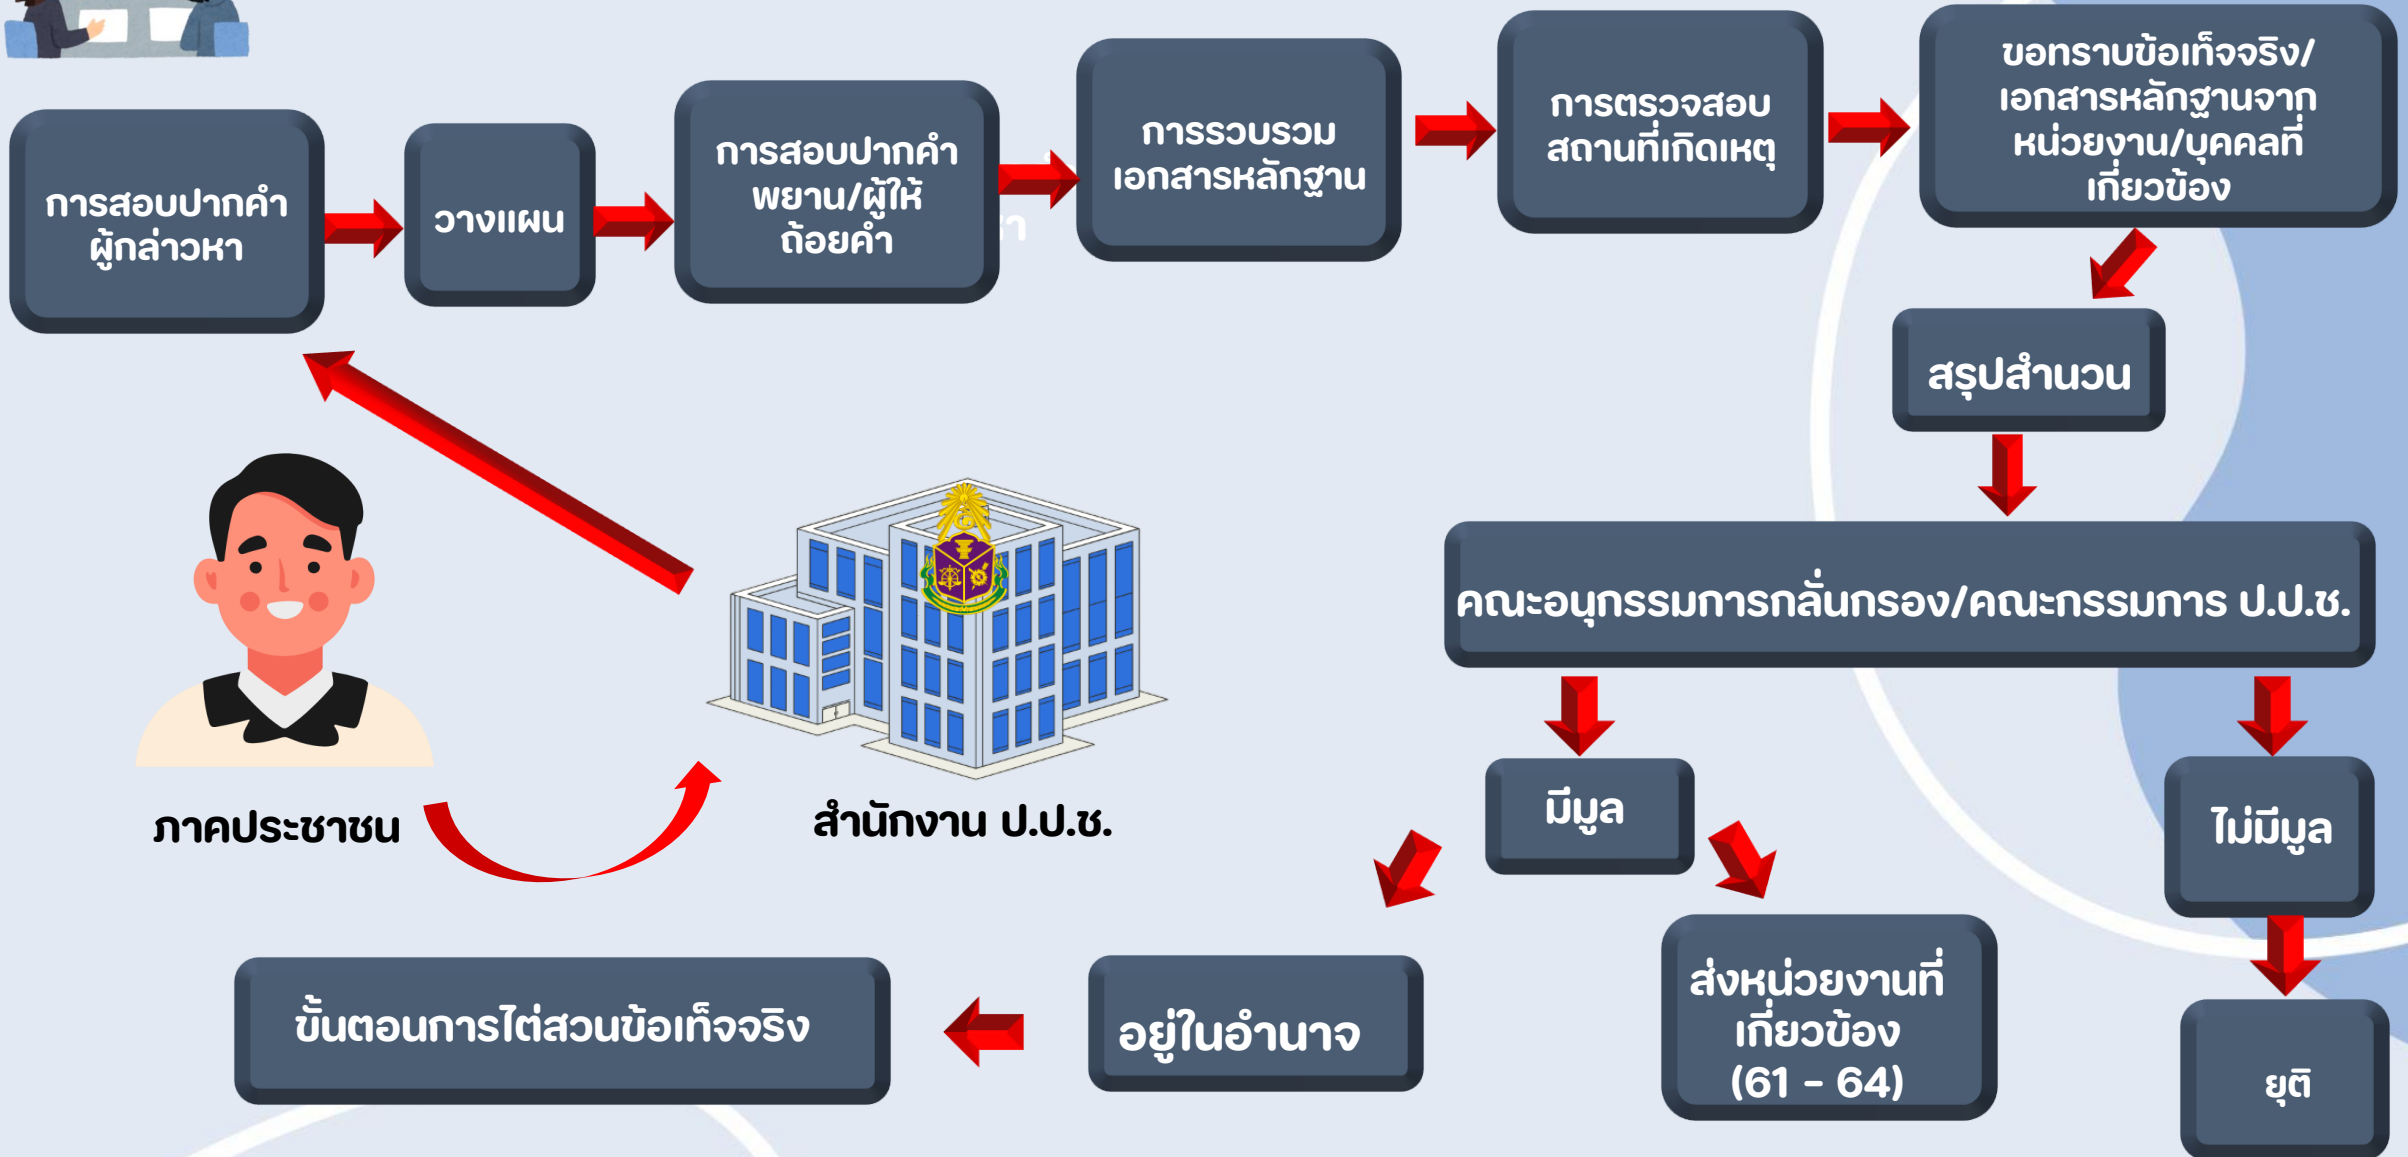 การสอบปากคำ
ผู้กล่าวหา
วางแผน
การสอบปากคำ
พยาน/ผู้ให้
ถ้อยคำ
การรวบรวม
เอกสารหลักฐาน
การตรวจสอบ
สถานที่เกิดเหตุ
ขอทราบข้อเท็จจริง/
เอกสารหลักฐานจาก
หน่วยงาน/บุคคลที่
เกี่ยวข้อง
สรุปสำนวน
คณะอนุกรรมการกลั่นกรอง/คณะกรรมการ ป.ป.ช.
ภาคประชาชน
สำนักงาน ป.ป.ช.
มีมูล
ไม่มีมูล
ขั้นตอนการไต่สวนข้อเท็จจริง
อยู่ในอำนาจ
ส่งหน่วยงานที่
เกี่ยวข้อง
(61 - 64)
ยุติ